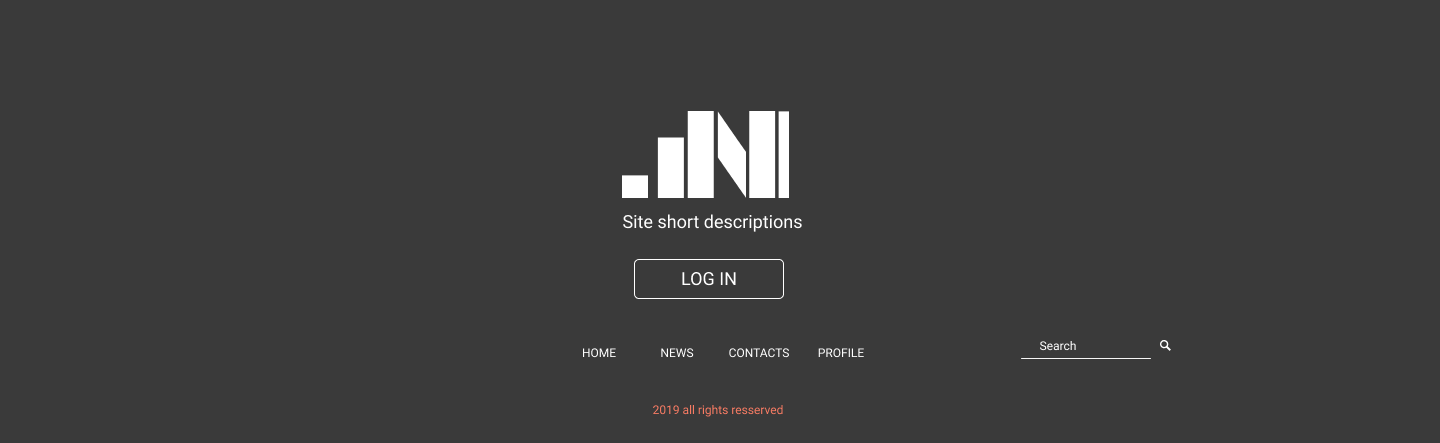 Site short descriptions
LOG IN
HOME NEWS CONTACTS PROFILE
Search
2019 all rights resserved